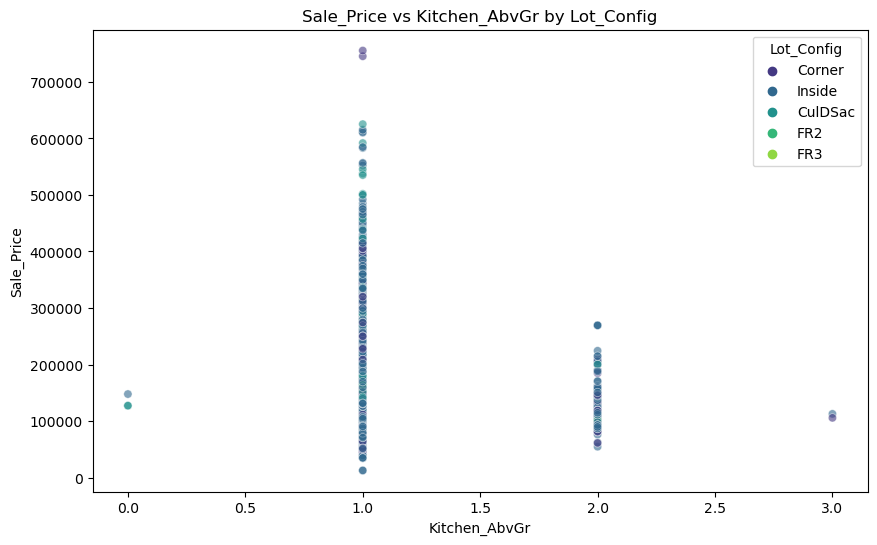 Sale_Price vs Kitchen_AbvGr by Lot_Config
Lot_Config
Corner
Inside
CulDSac
FR2
FR3
700000
600000
500000
400000
300000
200000
100000
0
Sale_Price
0.0
0.5
1.0
1.5
2.0
2.5
3.0
Kitchen_AbvGr